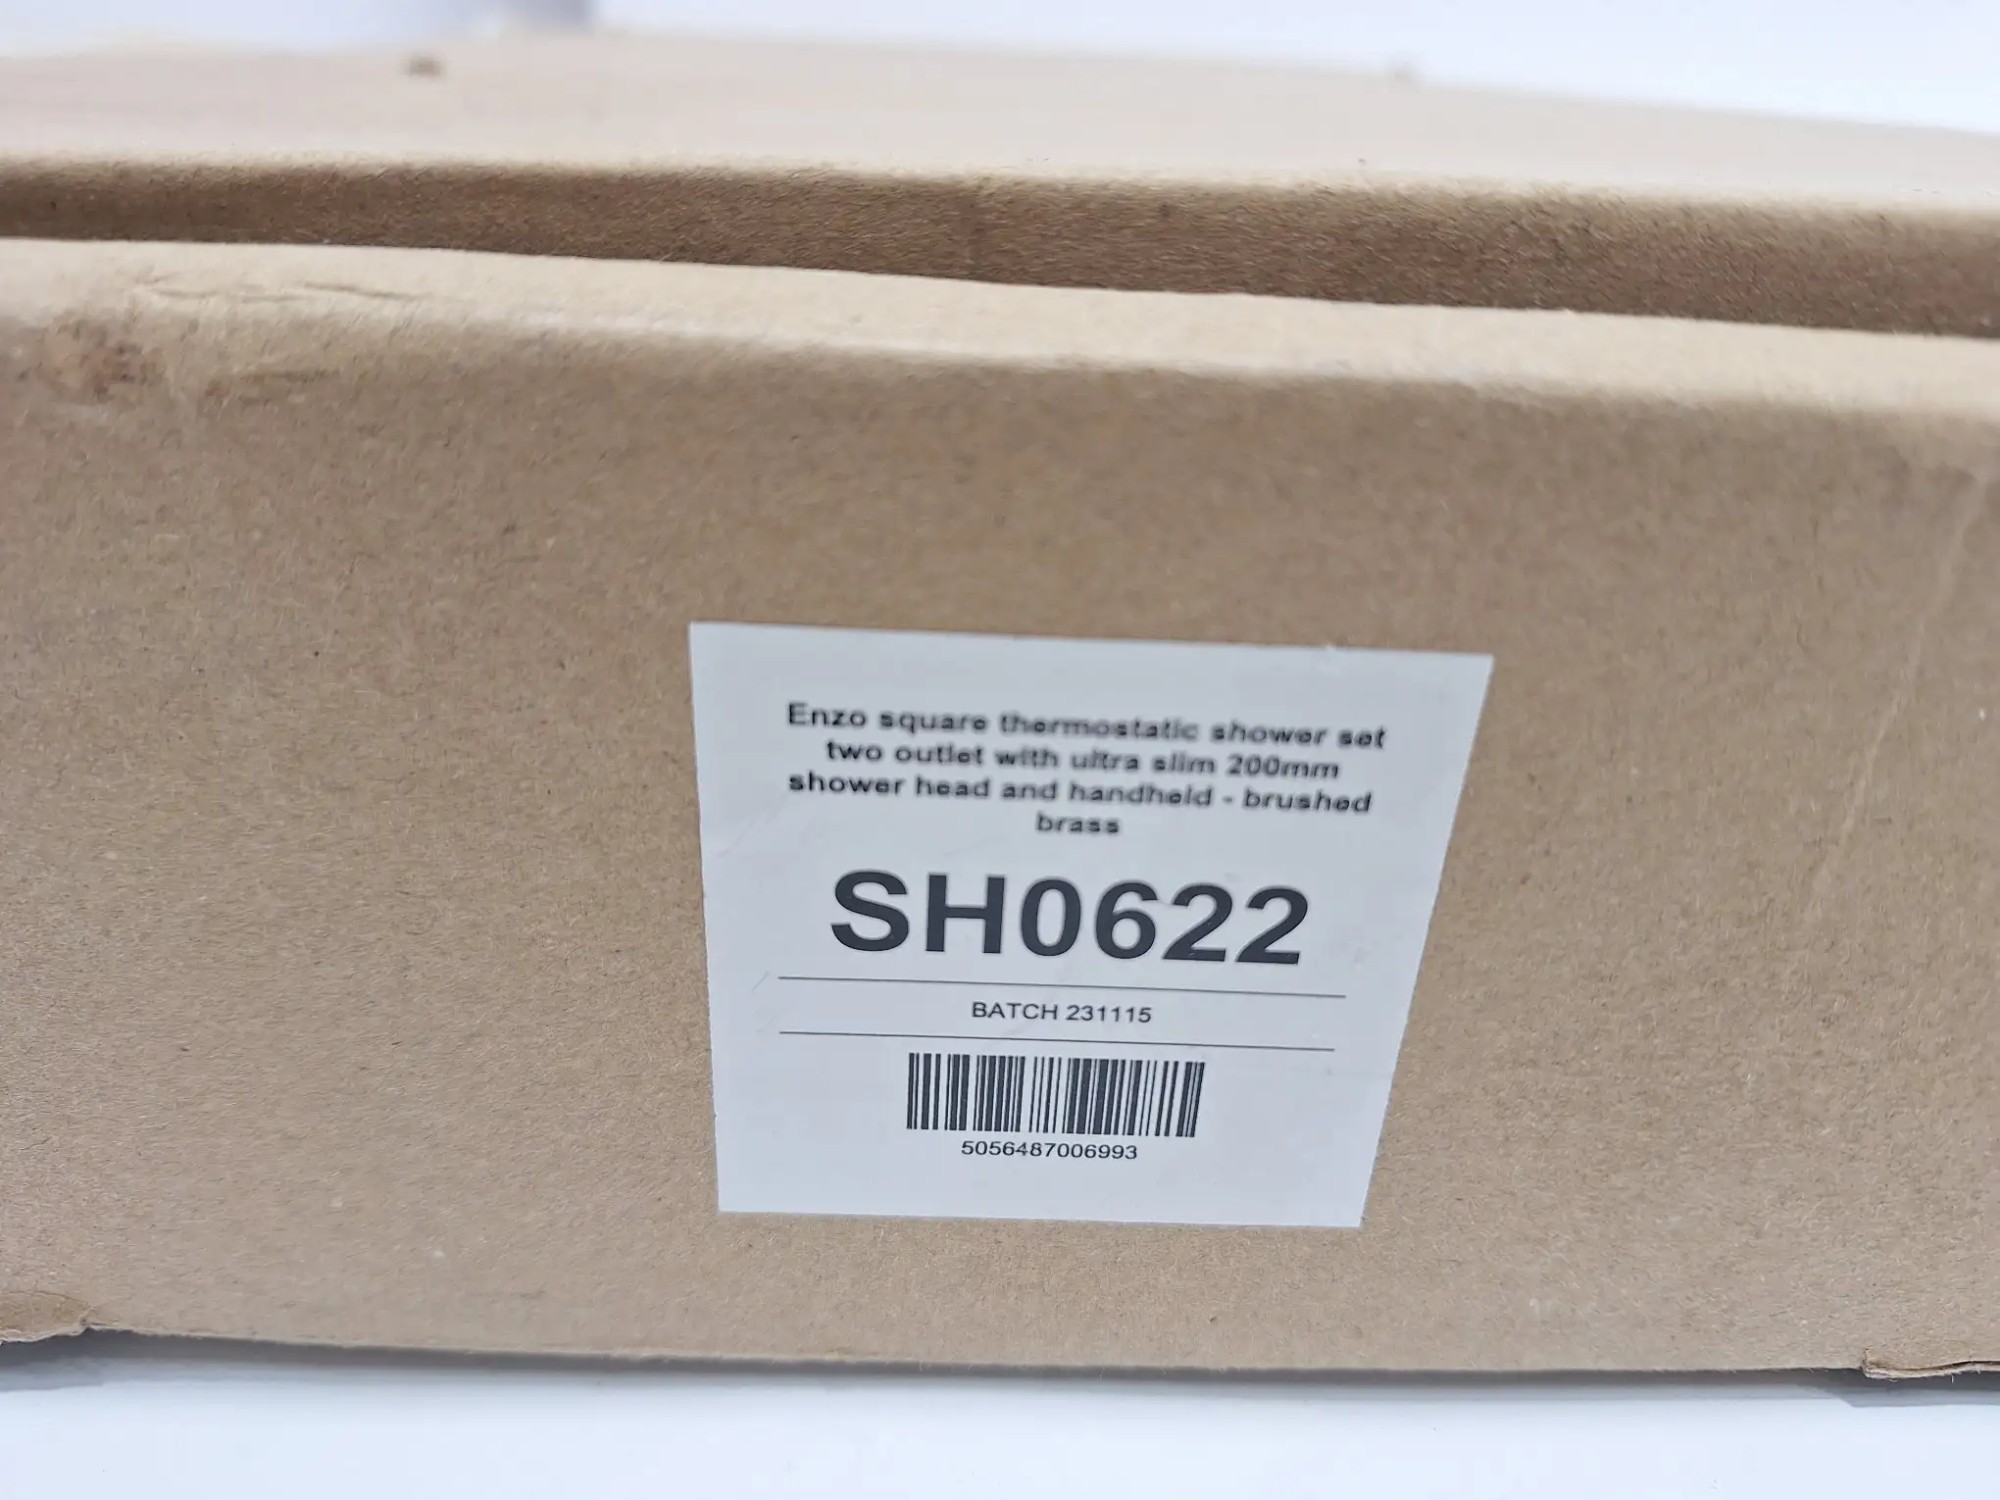 Enzo square thermostatic shower set
two outlet with ultra slim 200mm
shower head and handheld - brushed
brass
SH0622
BATCH 231115
5056487006993